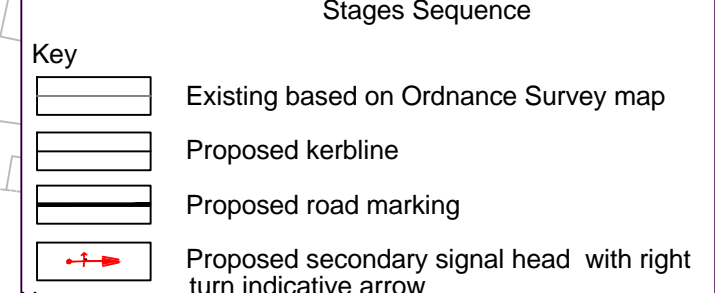 Stages Sequence
Key
Existing based on Ordnance Survey map
Proposed kerbline
Proposed road marking
Proposed secondary signal head with right
turn indicative arrow